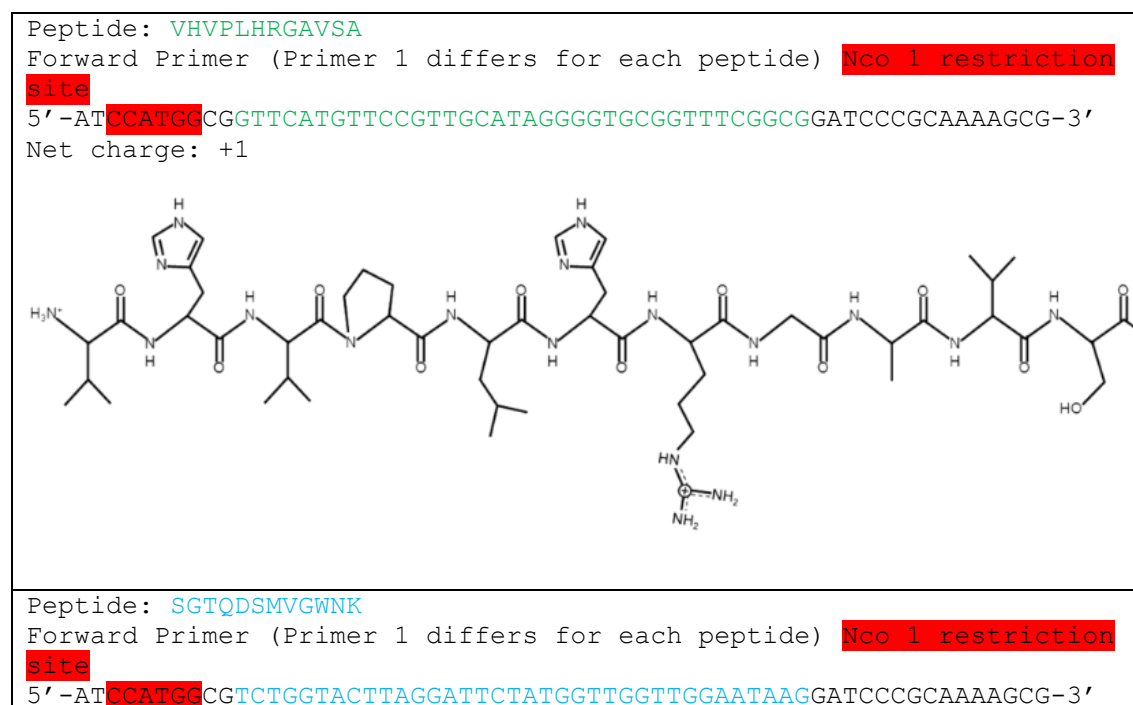 Peptide: VHVPLHRGAVSA
Forward Primer (Primer 1 differs for each peptide) Nco 1 restriction
site
5′-ATCCATGGCGGTTCATGTTCCGTTGCATAGGGGTGCGGTTTCGGCGGATCCCGCAAAAGCG-3′
Net charge: +1
H H
N N
N N
O H O H O H O H
H₃N⁺ N N N N O
N N N N N
H O O H O H O H O
HO
HN
NH₂
NH₂
Peptide: SGTQDSMVGWNK
Forward Primer (Primer 1 differs for each peptide) Nco 1 restriction
site
5′-ATCCATGGCGTCTGGTACTTAGGATTCTATGGTTGGTTGGAATAAGGATCCCGCAAAAGCG-3′